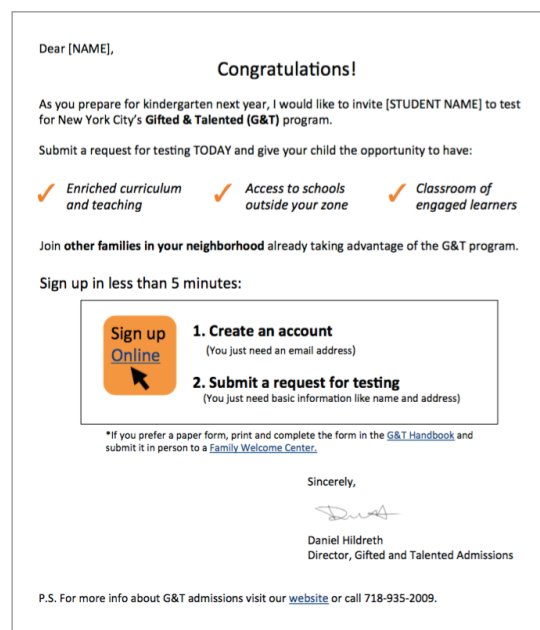 Dear [NAME],
Congratulations!
As you prepare for kindergarten next year, I would like to invite [STUDENT NAME] to test
for New York City's Gifted & Talented (G&T) program.
Submit a request for testing TODAY and give your child the opportunity to have:
Enriched curriculum
and teaching
Access to schools
outside your zone
Classroom of
engaged learners
Join other families in your neighborhood already taking advantage of the G&T program.
Sign up in less than 5 minutes:
Sign up
Online
1. Create an account
(You just need an email address)
2. Submit a request for testing
(You just need basic information like name and address)
*If you prefer a paper form, print and complete the form in the G&T Handbook and
submit it in person to a Family Welcome Center.
Sincerely,
Daniel Hildreth
Director, Gifted and Talented Admissions
P.S. For more info about G&T admissions visit our website or call 718-935-2009.